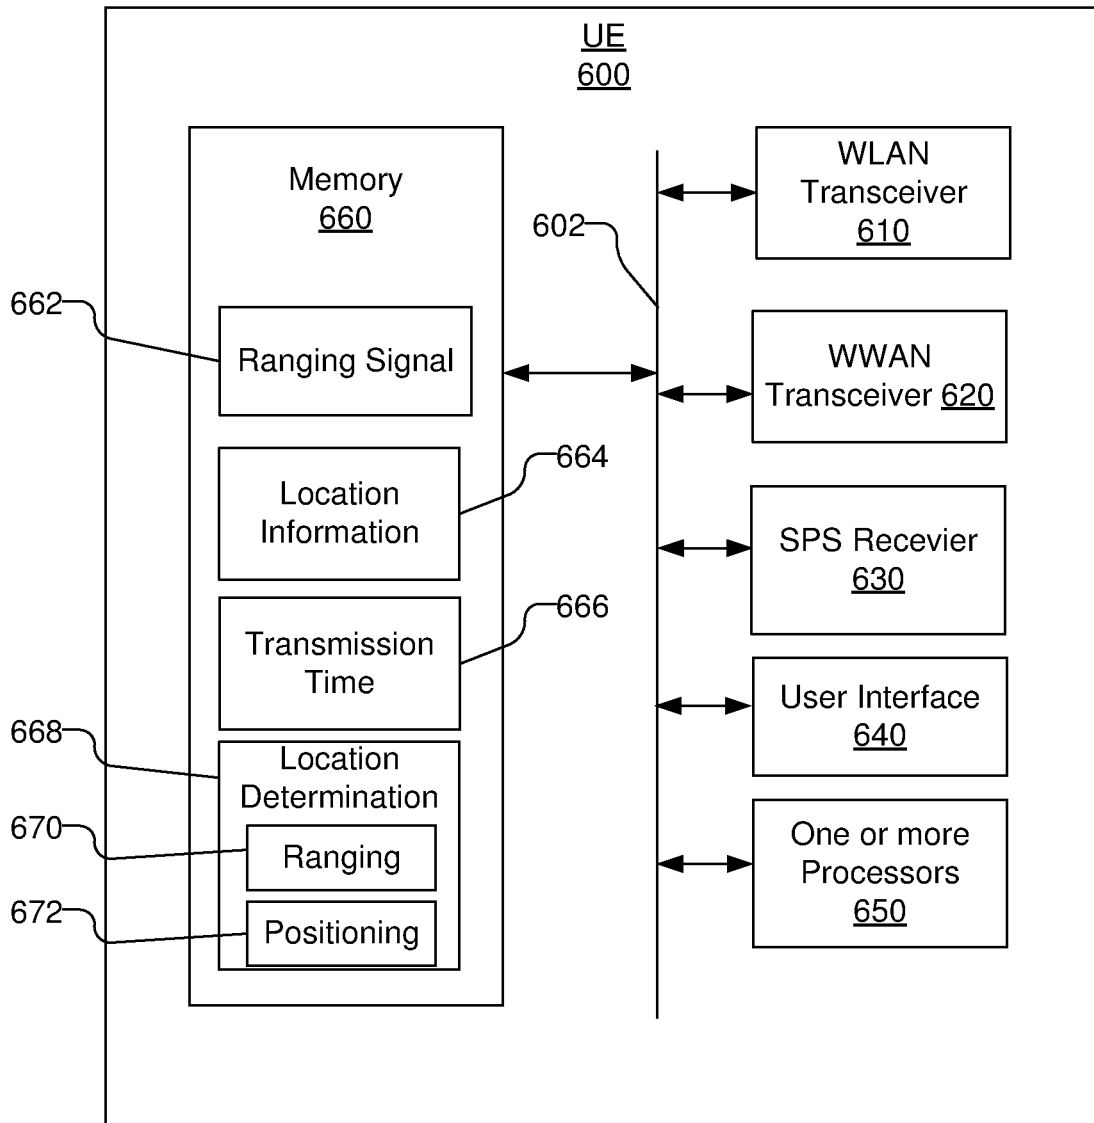 UE
600
Memory
660
602
662
Ranging Signal
664
Location
Information
666
Transmission
Time
668
Location
Determination
670
Ranging
672
Positioning
WLAN
Transceiver
610
WWAN
Transceiver 620
SPS Recevier
630
User Interface
640
One or more
Processors
650